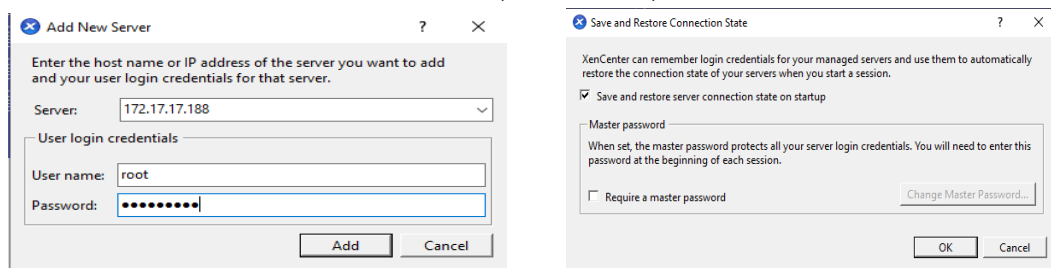 Add New Server
?
Enter the host name or IP address of the server you want to add
and your user login credentials for that server.
Server:
172.17.17.188
User login credentials
User name:
root
Password:
●●●●●●●●●
Add
Cancel
Save and Restore Connection State
?
XenCenter can remember login credentials for your managed servers and use them to automatically
restore the connection state of your servers when you start a session.
Save and restore server connection state on startup
Master password
When set, the master password protects all your server login credentials. You will need to enter this
password at the beginning of each session.
Require a master password
Change Master Password...
OK
Cancel